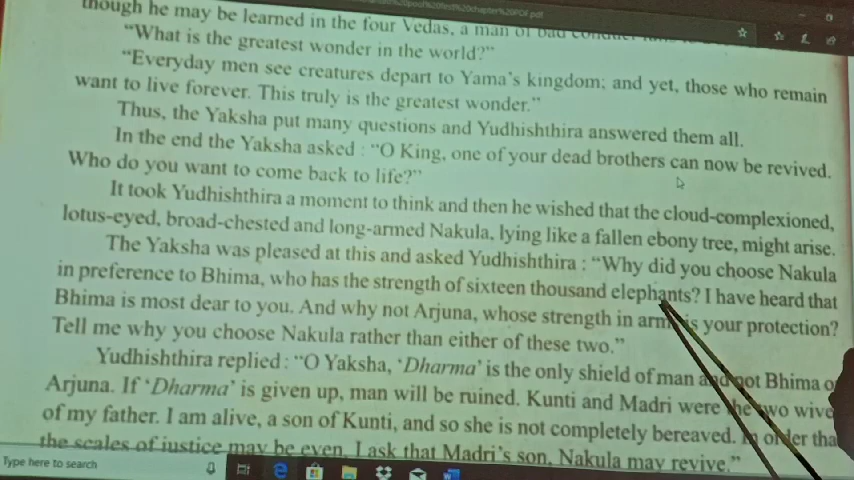 though he may be learned in the four Vedas, a man of bad
“What is the greatest wonder in the world?”
“Everyday men see creatures depart to Yama’s kingdom; and yet, those who remain
want to live forever. This truly is the greatest wonder.”
Thus, the Yaksha put many questions and Yudhishthira answered them all.
In the end the Yaksha asked : “O King, one of your dead brothers can now be revived.
Who do you want to come back to life?”
It took Yudhishthira a moment to think and then he wished that the cloud-complexioned,
lotus-eyed, broad-chested and long-armed Nakula, lying like a fallen ebony tree, might arise.
The Yaksha was pleased at this and asked Yudhishthira : “Why did you choose Nakula
in preference to Bhima, who has the strength of sixteen thousand elephants? I have heard that
Bhima is most dear to you. And why not Arjuna, whose strength in arms is your protection?
Tell me why you choose Nakula rather than either of these two.”
Yudhishthira replied : “O Yaksha, ‘Dharma’ is the only shield of man and not Bhima or
Arjuna. If ‘Dharma’ is given up, man will be ruined. Kunti and Madri were the two wive
of my father. I am alive, a son of Kunti, and so she is not completely bereaved. In order tha
the scales of justice may be even, I ask that Madri’s son, Nakula may revive.”
Type here to search